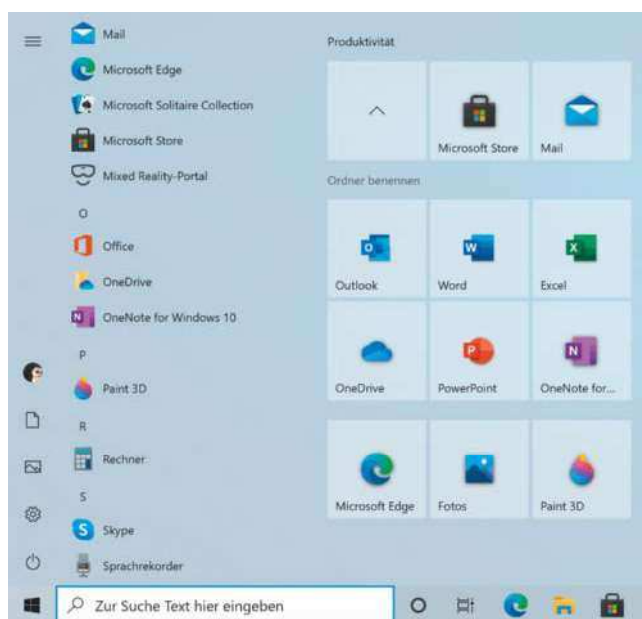 Mail
Microsoft Edge
Microsoft Solitaire Collection
Microsoft Store
Mixed Reality-Portal
O
Office
OneDrive
OneNote for Windows 10
P
Paint 3D
R
Rechner
S
Skype
Sprachrekorder
Produktivität
Microsoft Store
Mail
Ordner benennen
Outlook
Word
Excel
OneDrive
PowerPoint
OneNote for...
Microsoft Edge
Fotos
Paint 3D
Zur Suche Text hier eingeben